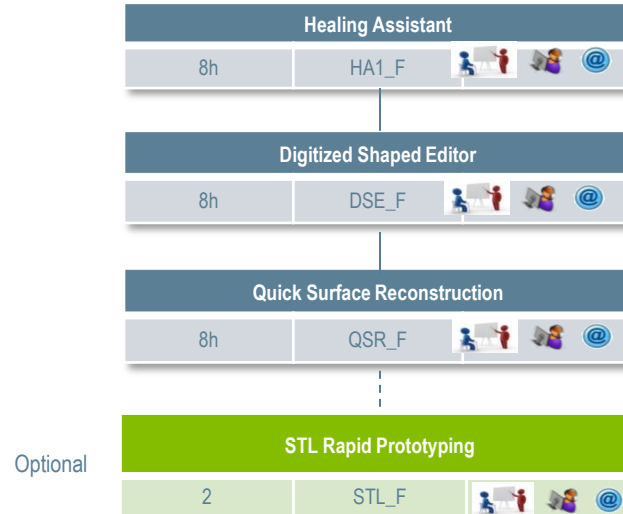 Healing Assistant
8h HA1_F @
Digitized Shaped Editor
8h DSE_F @
Quick Surface Reconstruction
8h QSR_F @
STL Rapid Prototyping
Optional
2 STL_F @